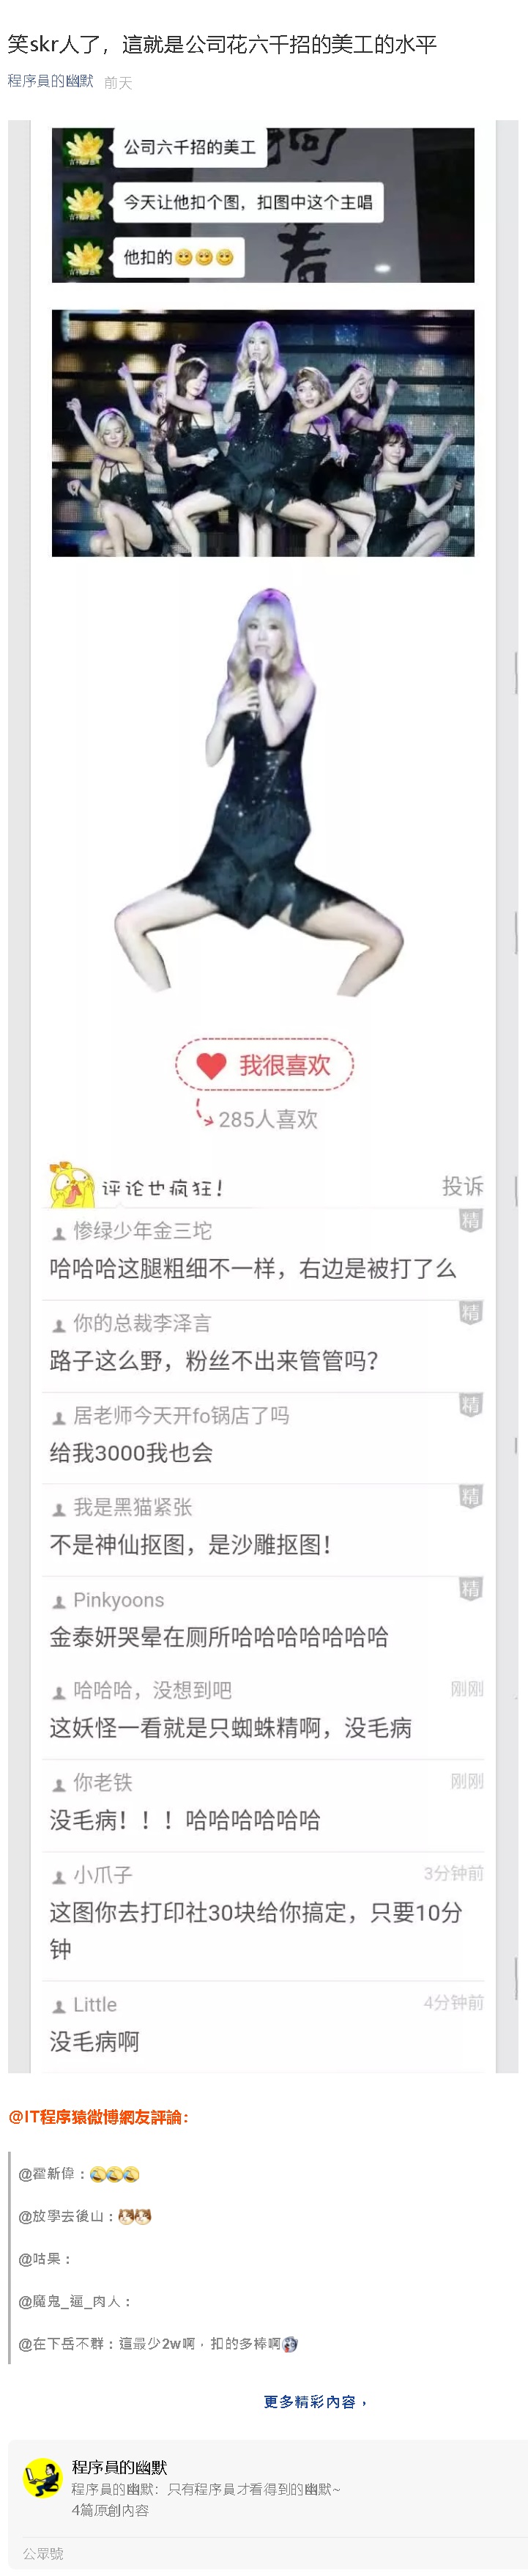 笑skr人了，這就是公司花六千招的美工的水平
程序員的幽默 前天
公司六千招的美工
今天让他扣个图，扣图中这个主唱
他扣的
我很喜欢
285人喜欢
评论也疯狂！ 投诉
惨绿少年金三坨 精
哈哈哈这腿粗细不一样，右边是被打了么
你的总裁李泽言 精
路子这么野，粉丝不出来管管吗？
居老师今天开fo锅店了吗 精
给我3000我也会
我是黑猫紧张 精
不是神仙抠图，是沙雕抠图！
Pinkyoons 精
金泰妍哭晕在厕所哈哈哈哈哈哈哈
哈哈哈，没想到吧 刚刚
这妖怪一看就是只蜘蛛精啊，没毛病
你老铁 刚刚
没毛病！！！哈哈哈哈哈哈
小爪子 3分钟前
这图你去打印社30块给你搞定，只要10分
钟
Little 4分钟前
没毛病啊
@IT程序猿微博網友評論：
@霍新偉：
@放學去後山：
@咕果：
@魔鬼_逼_肉人：
@在下岳不群：這最少2w啊，扣的多棒啊
更多精彩內容，
程序員的幽默
程序員的幽默：只有程序員才看得到的幽默~
4篇原創內容
公眾號